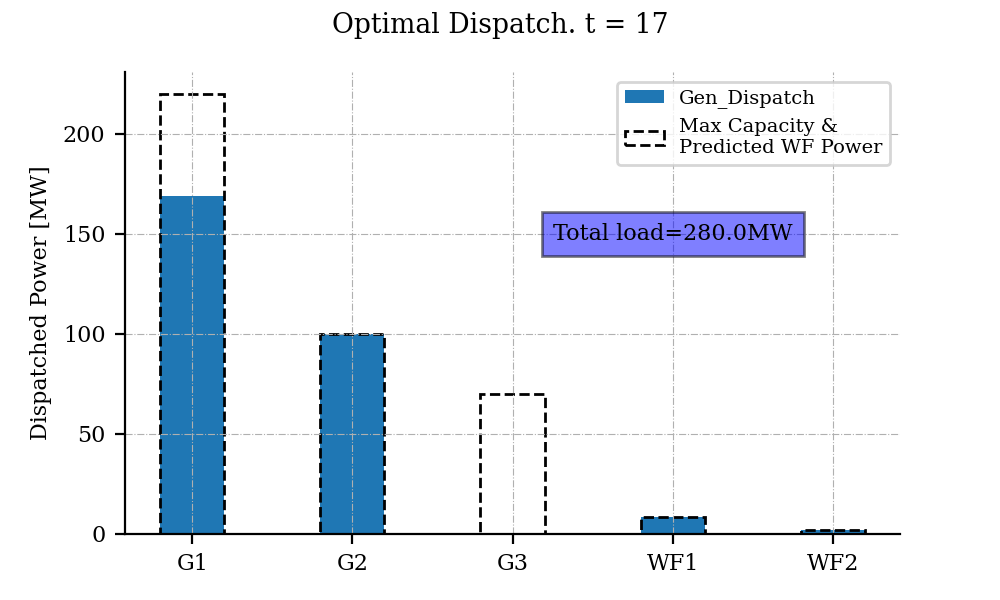 Optimal Dispatch. t = 17
Gen_Dispatch
Max Capacity &
Predicted WF Power
Total load=280.0MW
Dispatched Power [MW]
200
150
100
50
0
G1
G2
G3
WF1
WF2